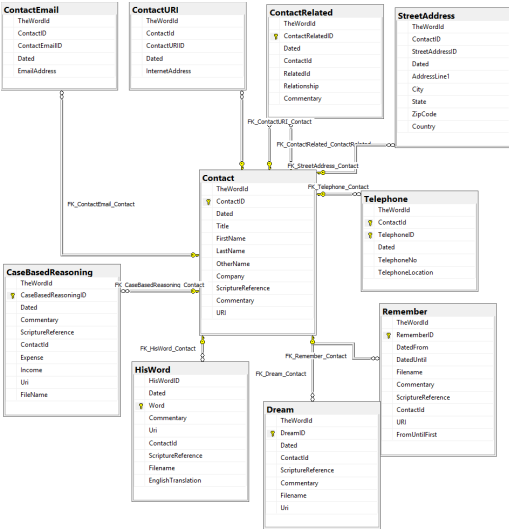 ContactEmail
TheWordId
ContactID
ContactEmailID
Dated
EmailAddress
ContactURI
TheWordId
ContactId
ContactURIID
Dated
InternetAddress
ContactRelated
TheWordId
ContactRelatedID
Dated
ContactId
RelatedId
Relationship
Commentary
StreetAddress
TheWordId
ContactID
StreetAddressID
Dated
AddressLine1
City
State
ZipCode
Country
FK_ContactURI_Contact
FK_ContactRelated_ContactRelated
FK_StreetAddress_Contact
FK_Telephone_Contact
FK_ContactEmail_Contact
Contact
TheWordId
ContactID
Dated
Title
FirstName
LastName
OtherName
Company
ScriptureReference
Commentary
URI
Telephone
TheWordId
ContactId
TelephoneID
Dated
TelephoneNo
TelephoneLocation
CaseBasedReasoning
TheWordId
CaseBasedReasoningID
Dated
Commentary
ScriptureReference
ContactId
Expense
Income
Uri
FileName
FK_CaseBasedReasoning_Contact
Remember
TheWordId
RememberID
DatedFrom
DatedUntil
Filename
Commentary
ScriptureReference
ContactId
URI
FromUntilFirst
FK_HisWord_Contact
FK_Remember_Contact
FK_Dream_Contact
HisWord
HisWordID
Dated
Word
Commentary
Uri
ContactId
ScriptureReference
Filename
EnglishTranslation
Dream
TheWordId
DreamID
Dated
ContactId
ScriptureReference
Commentary
Filename
Uri